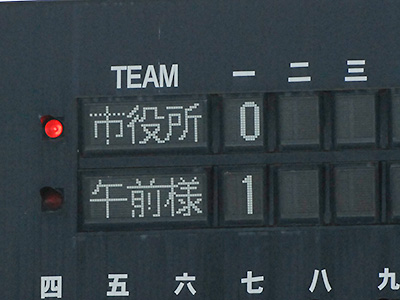 TEAM 一 二 三
市役所 0
午前様 1
四 五 六 七 八 九